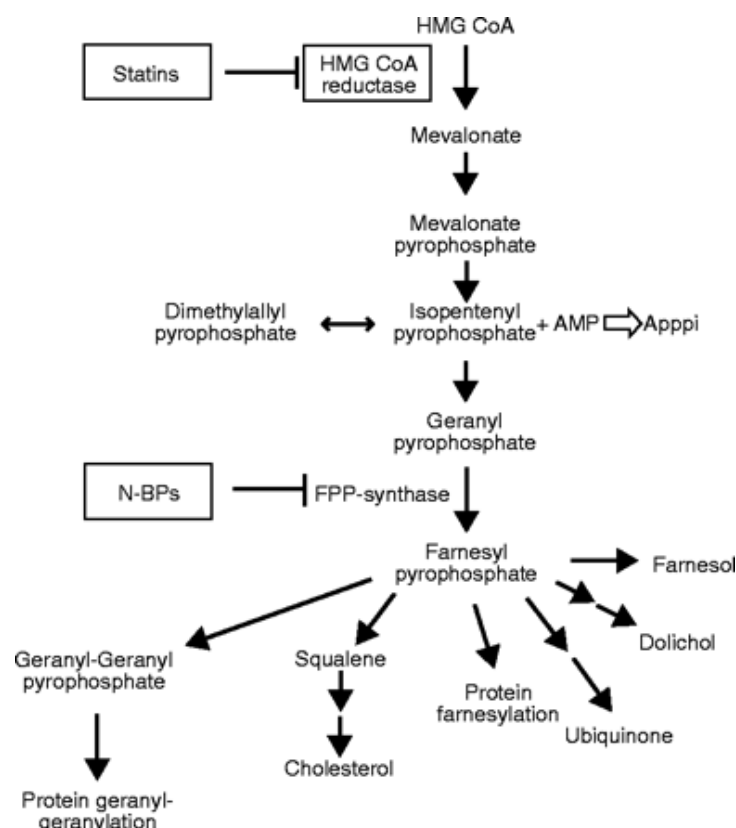 HMG CoA
Statins
HMG CoA
reductase
Mevalonate
Mevalonate
pyrophosphate
Dimethylallyl
pyrophosphate
Isopentenyl
pyrophosphate + AMP Apppi
Geranyl
pyrophosphate
N-BPs
FPP-synthase
Farnesyl
pyrophosphate
Farnesol
Dolichol
Geranyl-Geranyl
pyrophosphate
Squalene
Protein
farnesylation
Ubiquinone
Cholesterol
Protein geranyl-
geranylation